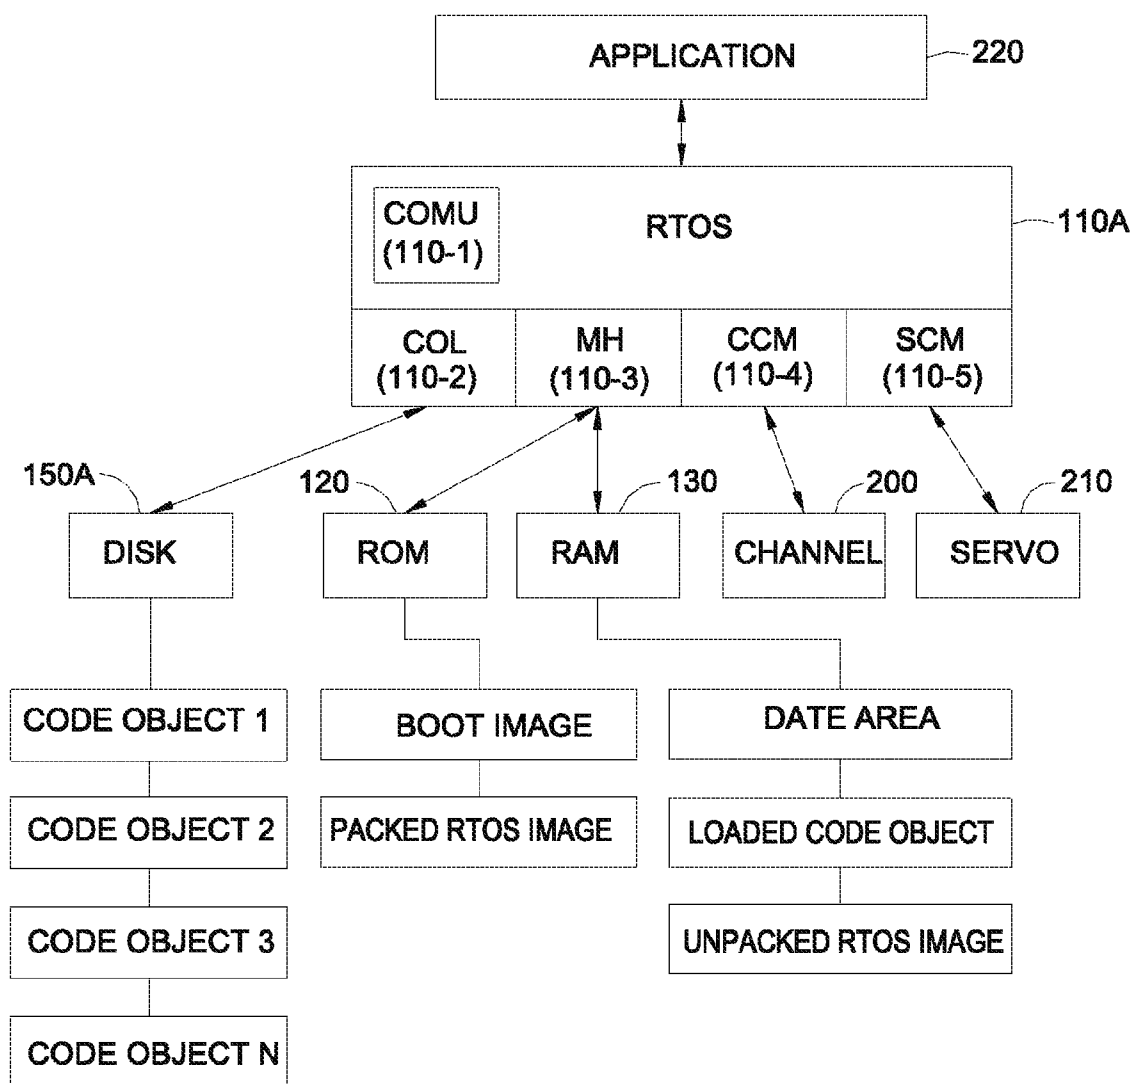 APPLICATION
220
COMU
(110-1)
RTOS
110A
COL
(110-2)
MH
(110-3)
CCM
(110-4)
SCM
(110-5)
150A
120
130
200
210
DISK
ROM
RAM
CHANNEL
SERVO
CODE OBJECT 1
BOOT IMAGE
DATE AREA
CODE OBJECT 2
PACKED RTOS IMAGE
LOADED CODE OBJECT
CODE OBJECT 3
UNPACKED RTOS IMAGE
CODE OBJECT N